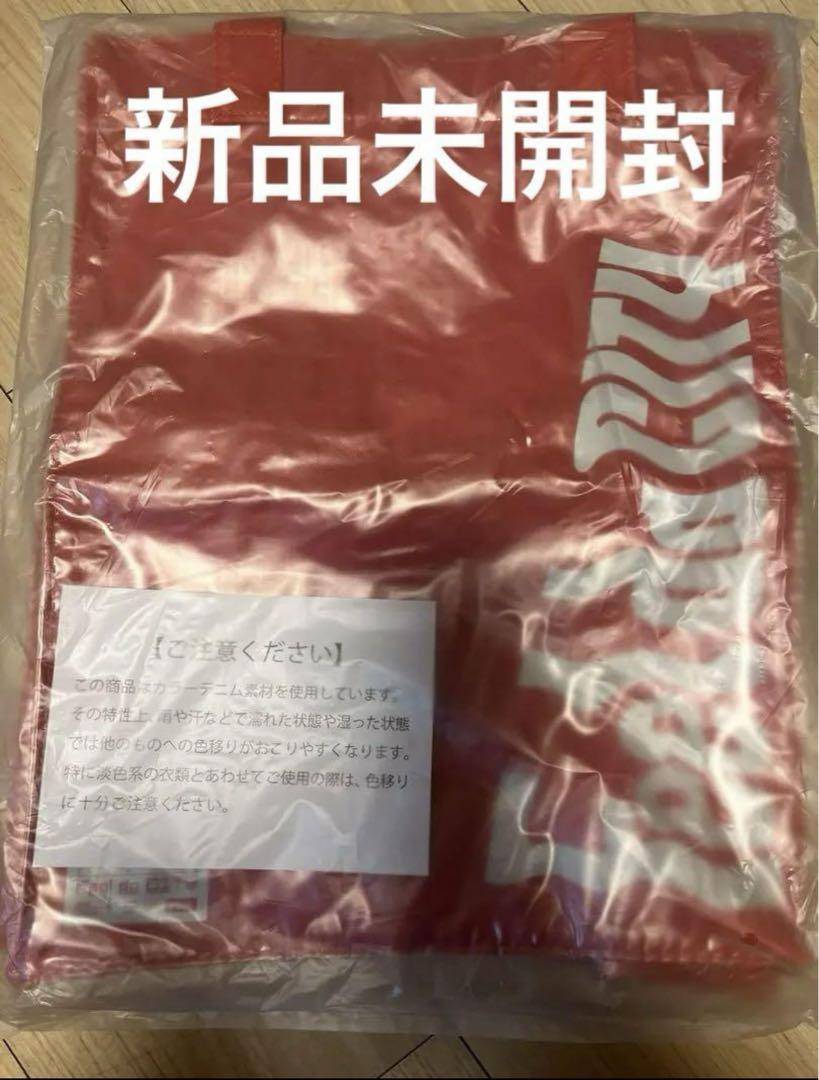 新品未開封
CITY
【ご注意ください】
この商品はカラーデニム素材を使用しています。
その特性上、雨や汗などで濡れた状態や湿った状態
では他のものへの色移りがおこりやすくなります。
特に淡色系の衣類とあわせてご使用の際は、色移り
に十分ご注意ください。